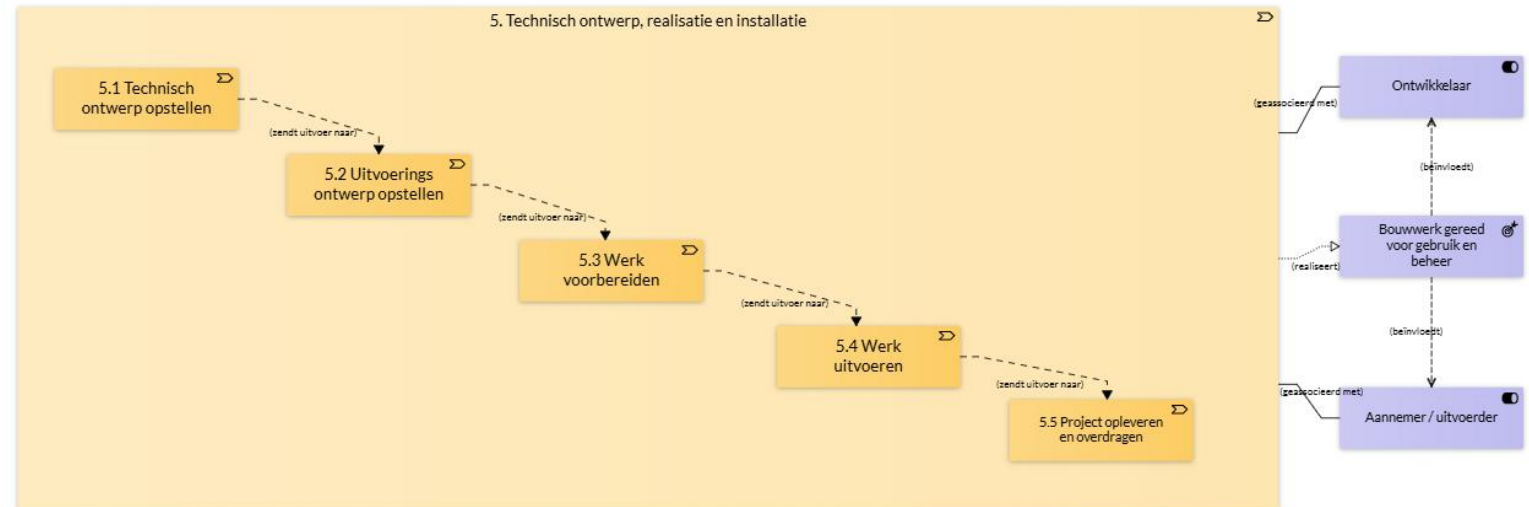 5. Technisch ontwerp, realisatie en installatie
5.1 Technisch
ontwerp opstellen
(zendt uitvoer naar)
5.2 Uitvoerings
ontwerp opstellen
(zendt uitvoer naar)
5.3 Werk
voorbereiden
(zendt uitvoer naar)
5.4 Werk
uitvoeren
(zendt uitvoer naar)
5.5 Project opleveren
en overdragen
(geassocieerd met)
Ontwikkelaar
(beïnvloedt)
Bouwwerk gereed
voor gebruik en
beheer
(realiseert)
(beïnvloedt)
(geassocieerd met)
Aannemer / uitvoerder